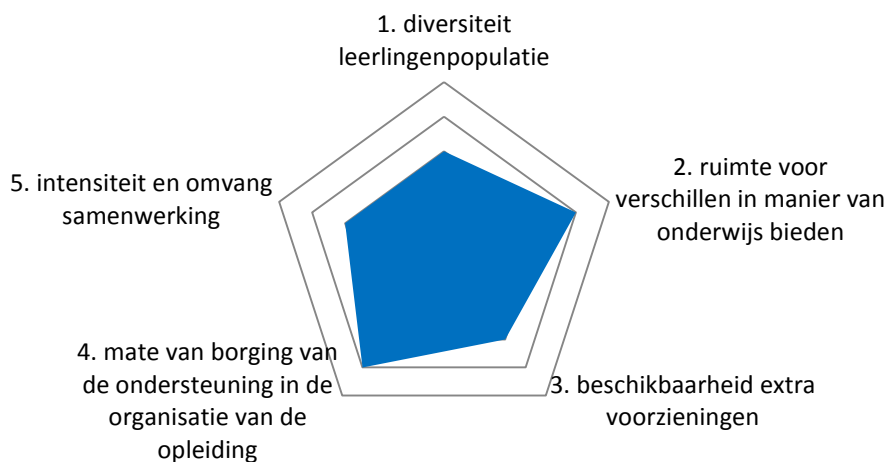 1. diversiteit
leerlingenpopulatie
2. ruimte voor
verschillen in manier van
onderwijs bieden
3. beschikbaarheid extra
voorzieningen
4. mate van borging van
de ondersteuning in de
organisatie van de
opleiding
5. intensiteit en omvang
samenwerking